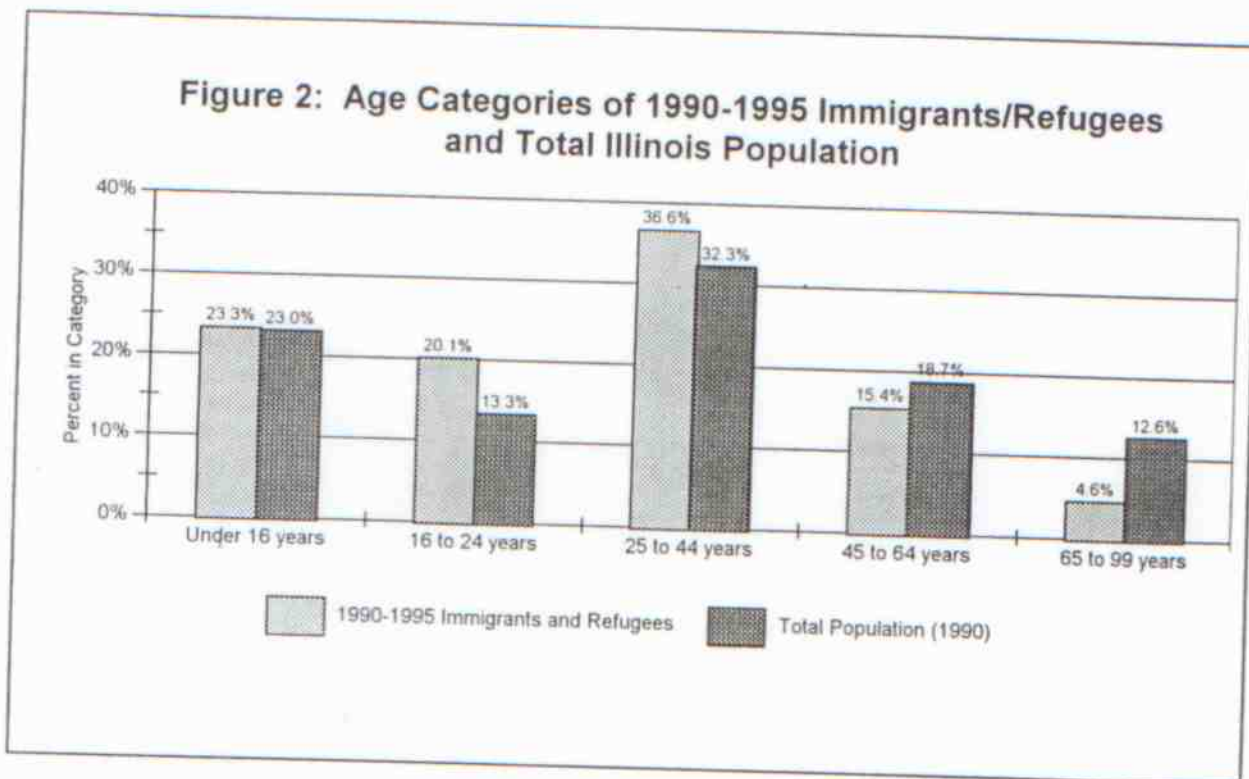 Figure 2: Age Categories of 1990-1995 Immigrants/Refugees
and Total Illinois Population
Percent in Category
40%
30%
20%
10%
0%
23.3%
23.0%
20.1%
13.3%
36.6%
32.3%
15.4%
18.7%
4.6%
12.6%
Under 16 years
16 to 24 years
25 to 44 years
45 to 64 years
65 to 99 years
1990-1995 Immigrants and Refugees
Total Population (1990)